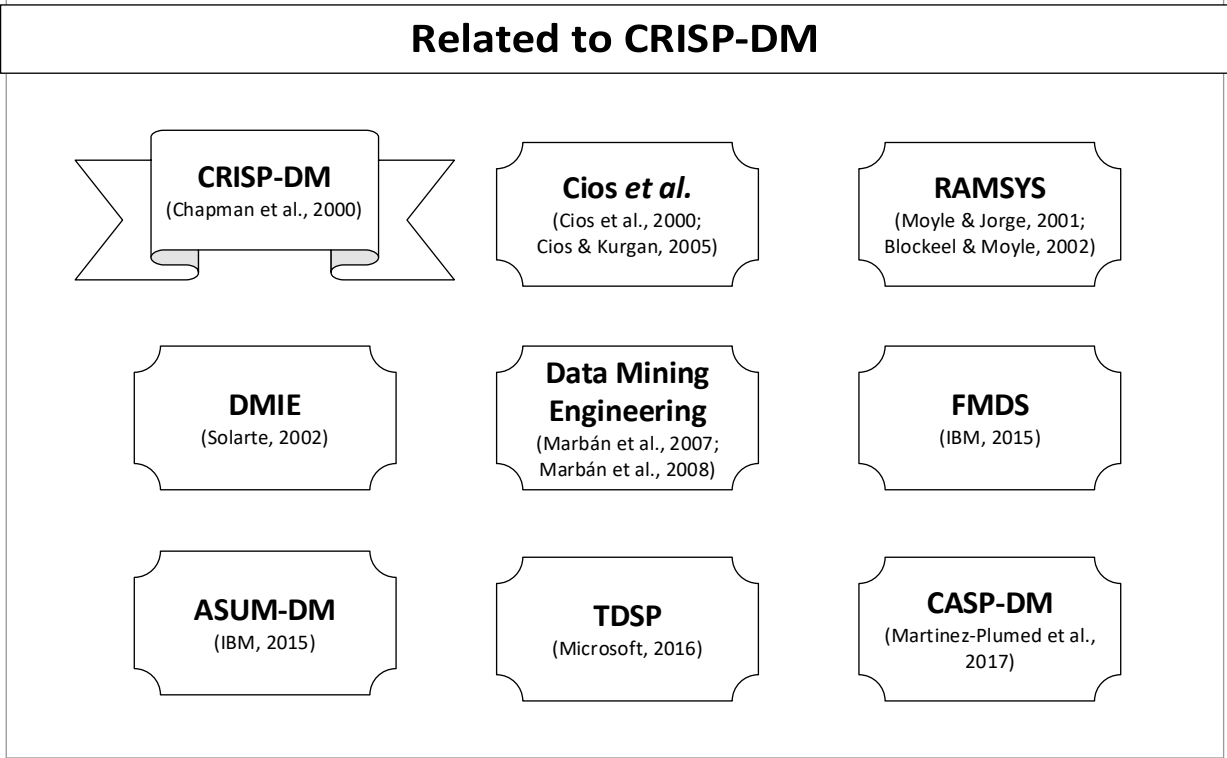 Related to CRISP-DM
CRISP-DM
(Chapman et al., 2000)
Cios et al.
(Cios et al., 2000;
Cios & Kurgan, 2005)
RAMSYS
(Moyle & Jorge, 2001;
Blockeel & Moyle, 2002)
DMIE
(Solarte, 2002)
Data Mining
Engineering
(Marbán et al., 2007;
Marbán et al., 2008)
FMDS
(IBM, 2015)
ASUM-DM
(IBM, 2015)
TDSP
(Microsoft, 2016)
CASP-DM
(Martinez-Plumed et al.,
2017)